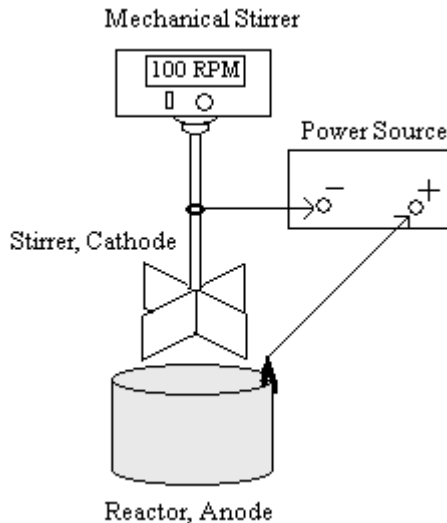 Mechanical Stirrer
100 RPM
Power Source
- +
Stirrer, Cathode
Reactor, Anode